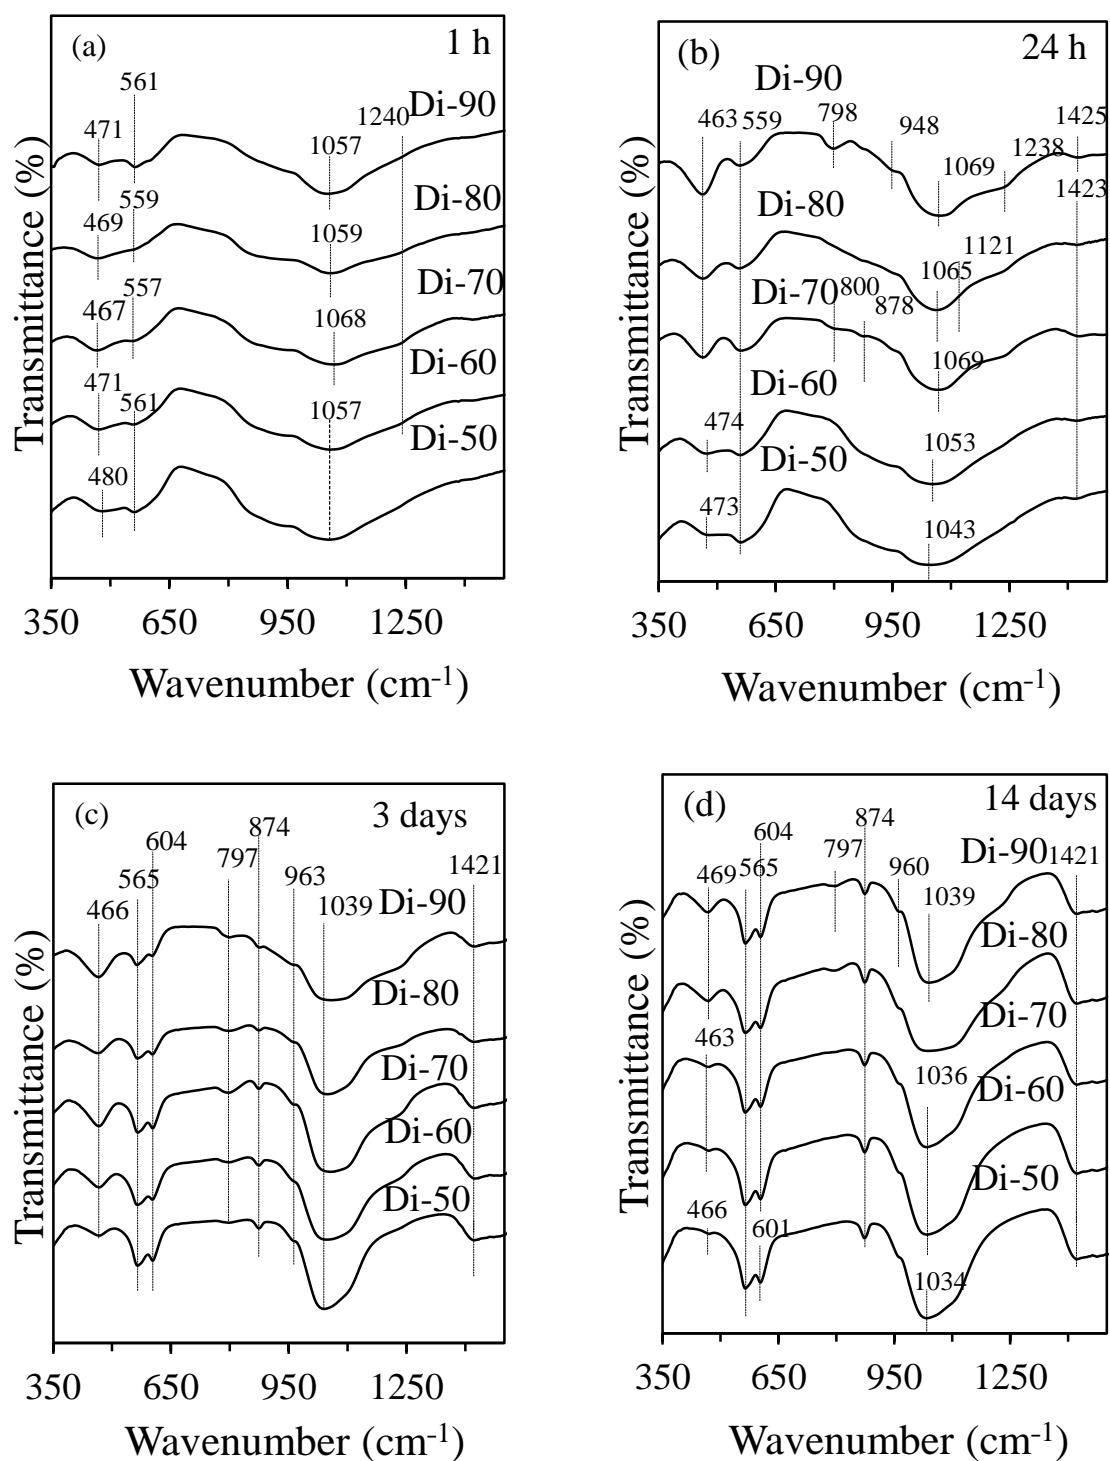 (a)
1 h
561
Di-90
471
1240
1057
Di-80
559
469
1059
Di-70
557
467
1068
Di-60
471
561
1057
Di-50
480
Transmittance (%)
350 650 950 1250
Wavenumber (cm-1)
(b)
24 h
Di-90
463 559 798 948 1425
1238
1069
1423
Di-80
1121
1065
Di-70 800 878
1069
Di-60
474
1053
Di-50
473
1043
Transmittance (%)
350 650 950 1250
Wavenumber (cm-1)
(c)
3 days
604 874
565 797 963 1421
466 1039 Di-90
Di-80
Di-70
Di-60
Di-50
Transmittance (%)
350 650 950 1250
Wavenumber (cm-1)
(d)
14 days
874
604
469 565 797 960 Di-90 1421
1039
Di-80
Di-70
463
1036 Di-60
Di-50
466 601
1034
Transmittance (%)
350 650 950 1250
Wavenumber (cm-1)